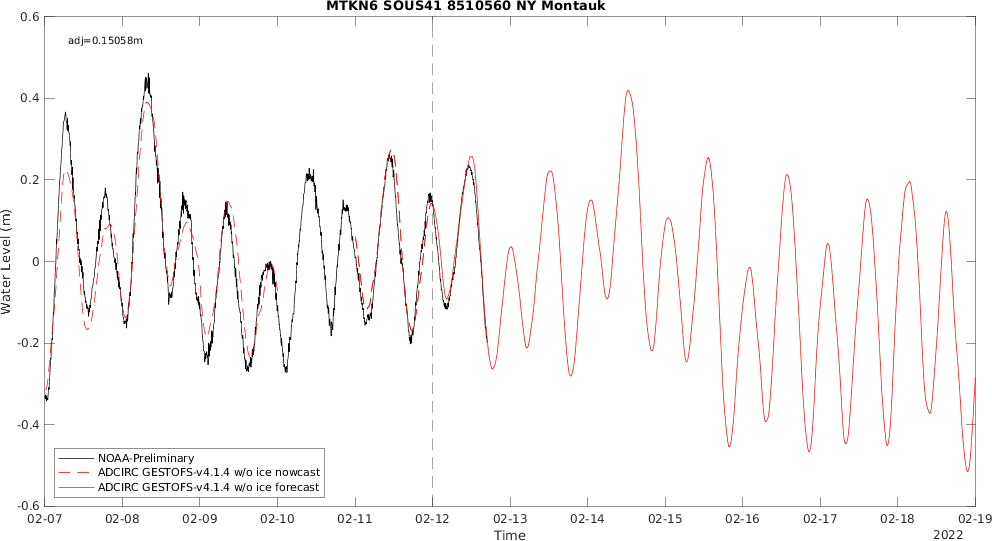 MTKN6 SOUS41 8510560 NY Montauk
0.6
adj=0.15058m
0.4
0.2
0
-0.2
-0.4
-0.6
Water Level (m)
NOAA-Preliminary
ADCIRC GESTOFS-v4.1.4 w/o ice nowcast
ADCIRC GESTOFS-v4.1.4 w/o ice forecast
02-07 02-08 02-09 02-10 02-11 02-12 02-13 02-14 02-15 02-16 02-17 02-18 02-19
Time
2022